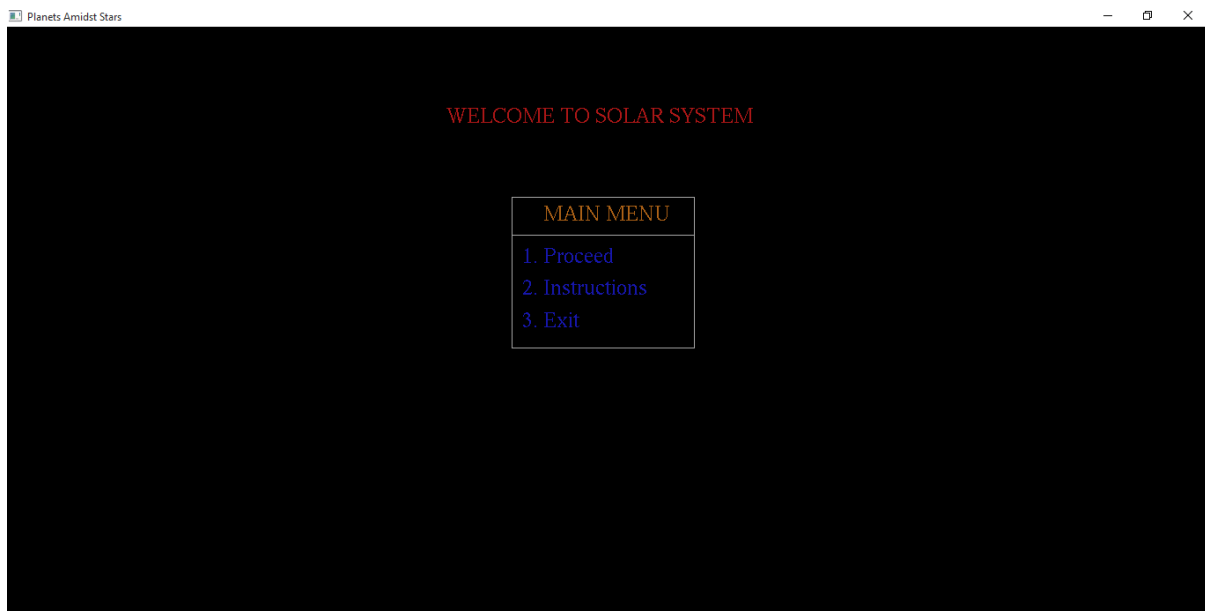 Planets Amidst Stars
WELCOME TO SOLAR SYSTEM
MAIN MENU
1. Proceed
2. Instructions
3. Exit